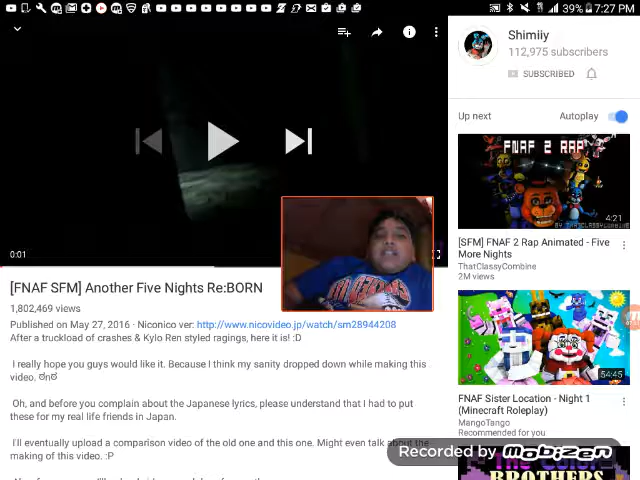 39% 7:27 PM
Shimiiy
112,975 subscribers
SUBSCRIBED
Up next
Autoplay
FNAF 2 RAP
BY THATCLASSYCOMBINE
4:21
[SFM] FNAF 2 Rap Animated - Five
More Nights
ThatClassyCombine
2M views
54:45
FNAF Sister Location - Night 1
(Minecraft Roleplay)
MangoTango
Recommended for you
BROTHERS
0:01
[FNAF SFM] Another Five Nights Re:BORN
1,802,469 views
Published on May 27, 2016 · Niconico ver: http://www.nicovideo.jp/watch/sm28944208
After a truckload of crashes & Kylo Ren styled ragings, here it is! :D
I really hope you guys would like it. Because I think my sanity dropped down while making this
video. ಠnಠ
Oh, and before you complain about the Japanese lyrics, please understand that I had to put
these for my real life friends in Japan.
I'll eventually upload a comparison video of the old one and this one. Might even talk about the
making of this video. :P
Recorded by mobizen